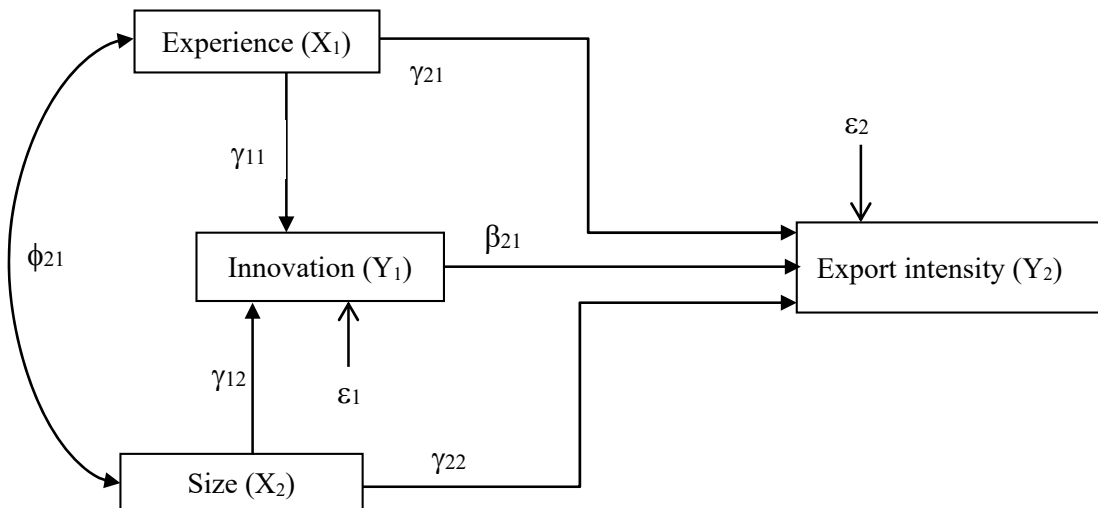 Experience (X₁)
γ₂₁
ε₂
γ₁₁
ϕ₂₁
Innovation (Y₁)
β₂₁
Export intensity (Y₂)
γ₁₂
ε₁
γ₂₂
Size (X₂)